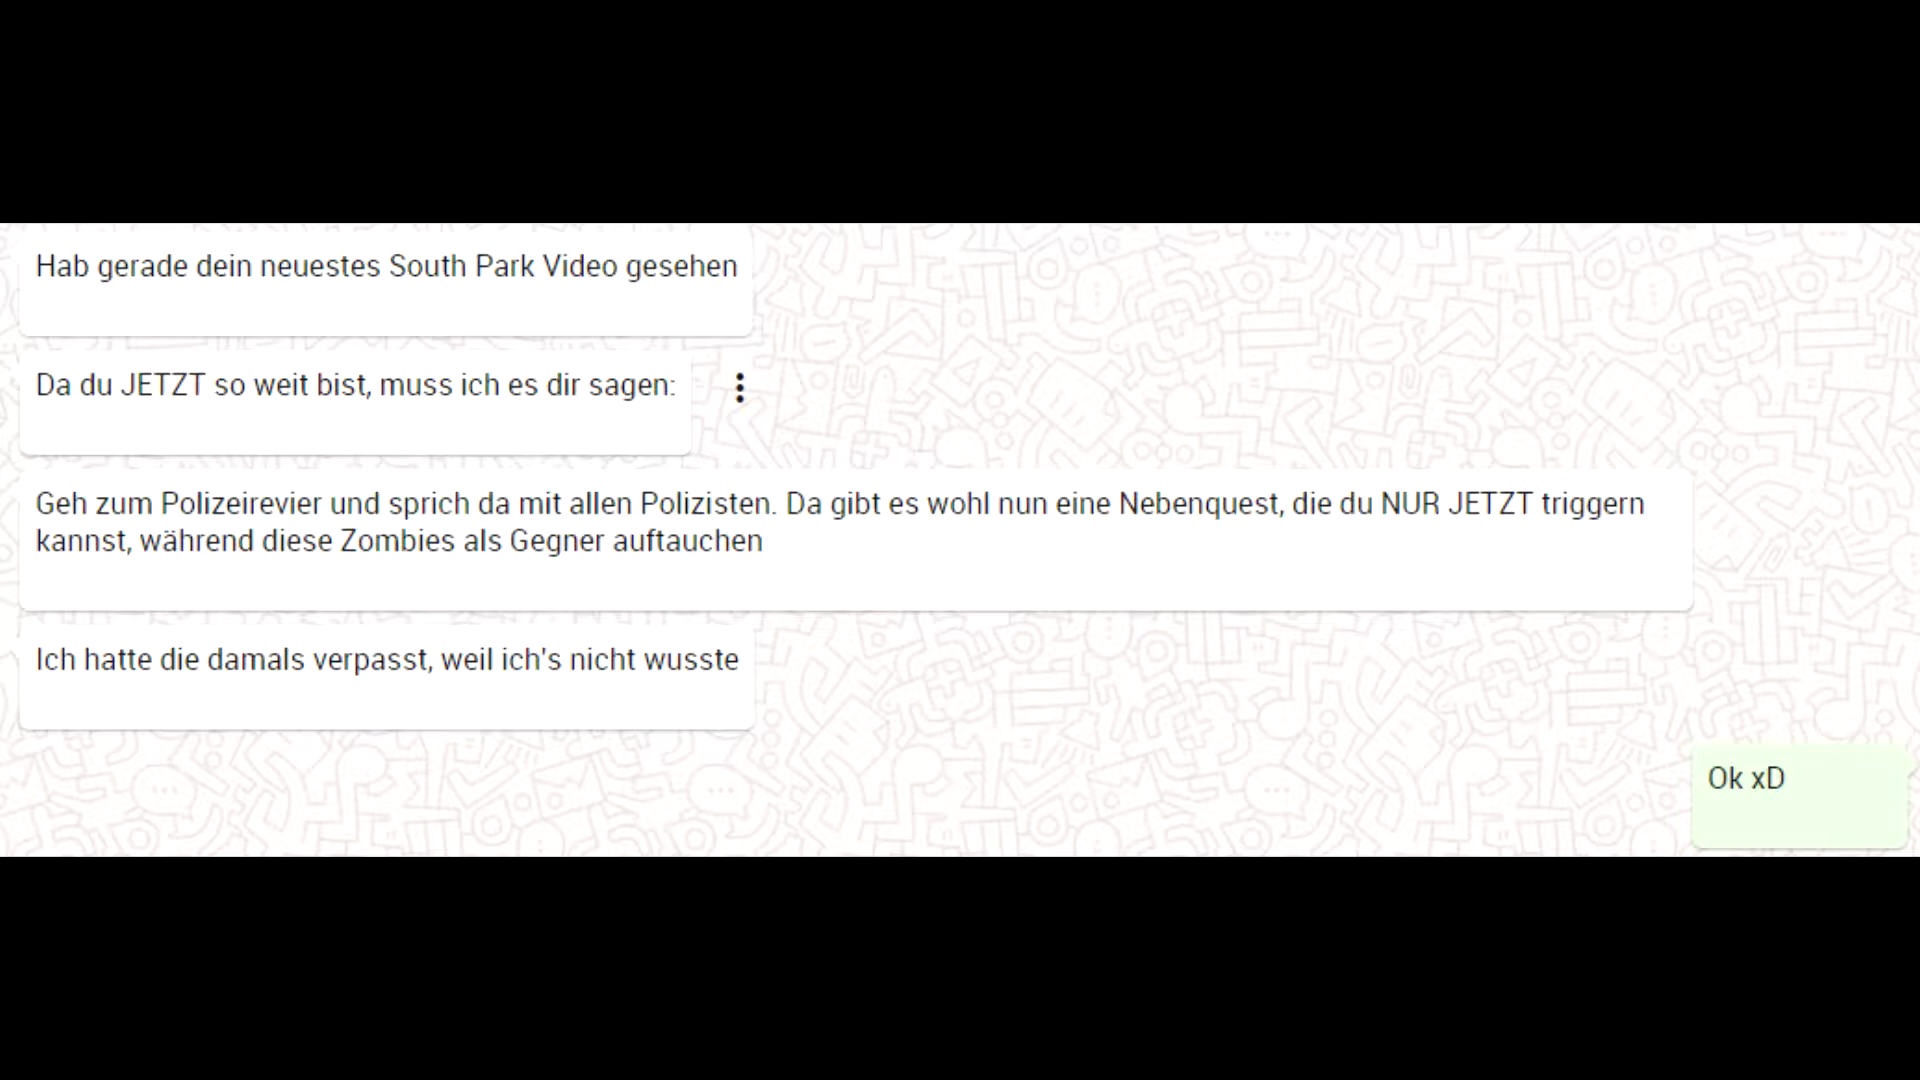 Hab gerade dein neuestes South Park Video gesehen
Da du JETZT so weit bist, muss ich es dir sagen:
Geh zum Polizeirevier und sprich da mit allen Polizisten. Da gibt es wohl nun eine Nebenquest, die du NUR JETZT triggern
kannst, während diese Zombies als Gegner auftauchen
Ich hatte die damals verpasst, weil ich's nicht wusste
Ok xD